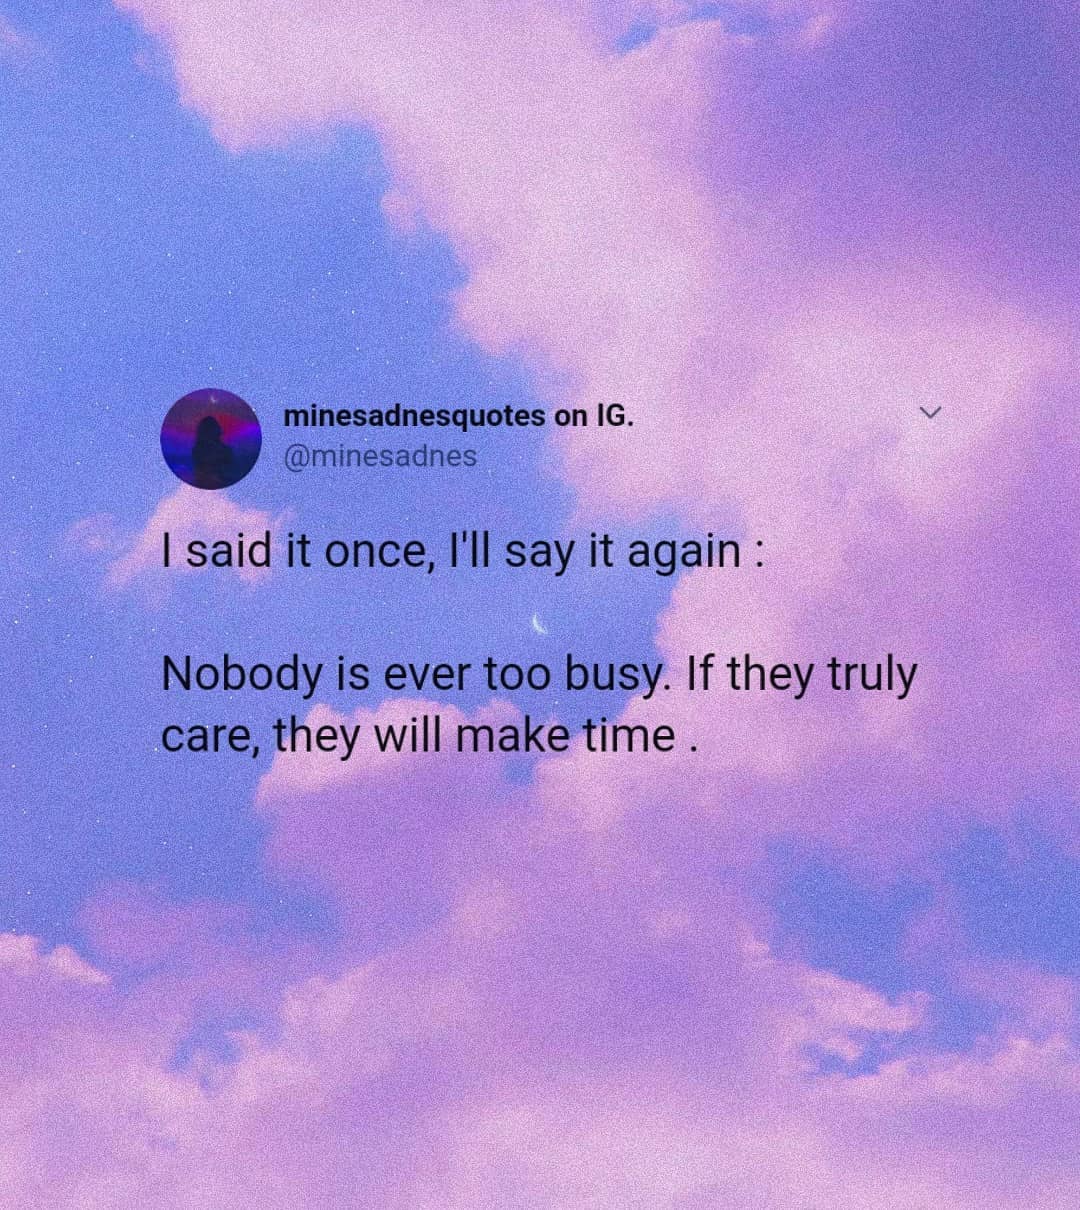 minesadnesquotes on IG.
@minesadnes
I said it once, I'll say it again :
Nobody is ever too busy. If they truly
care, they will make time .